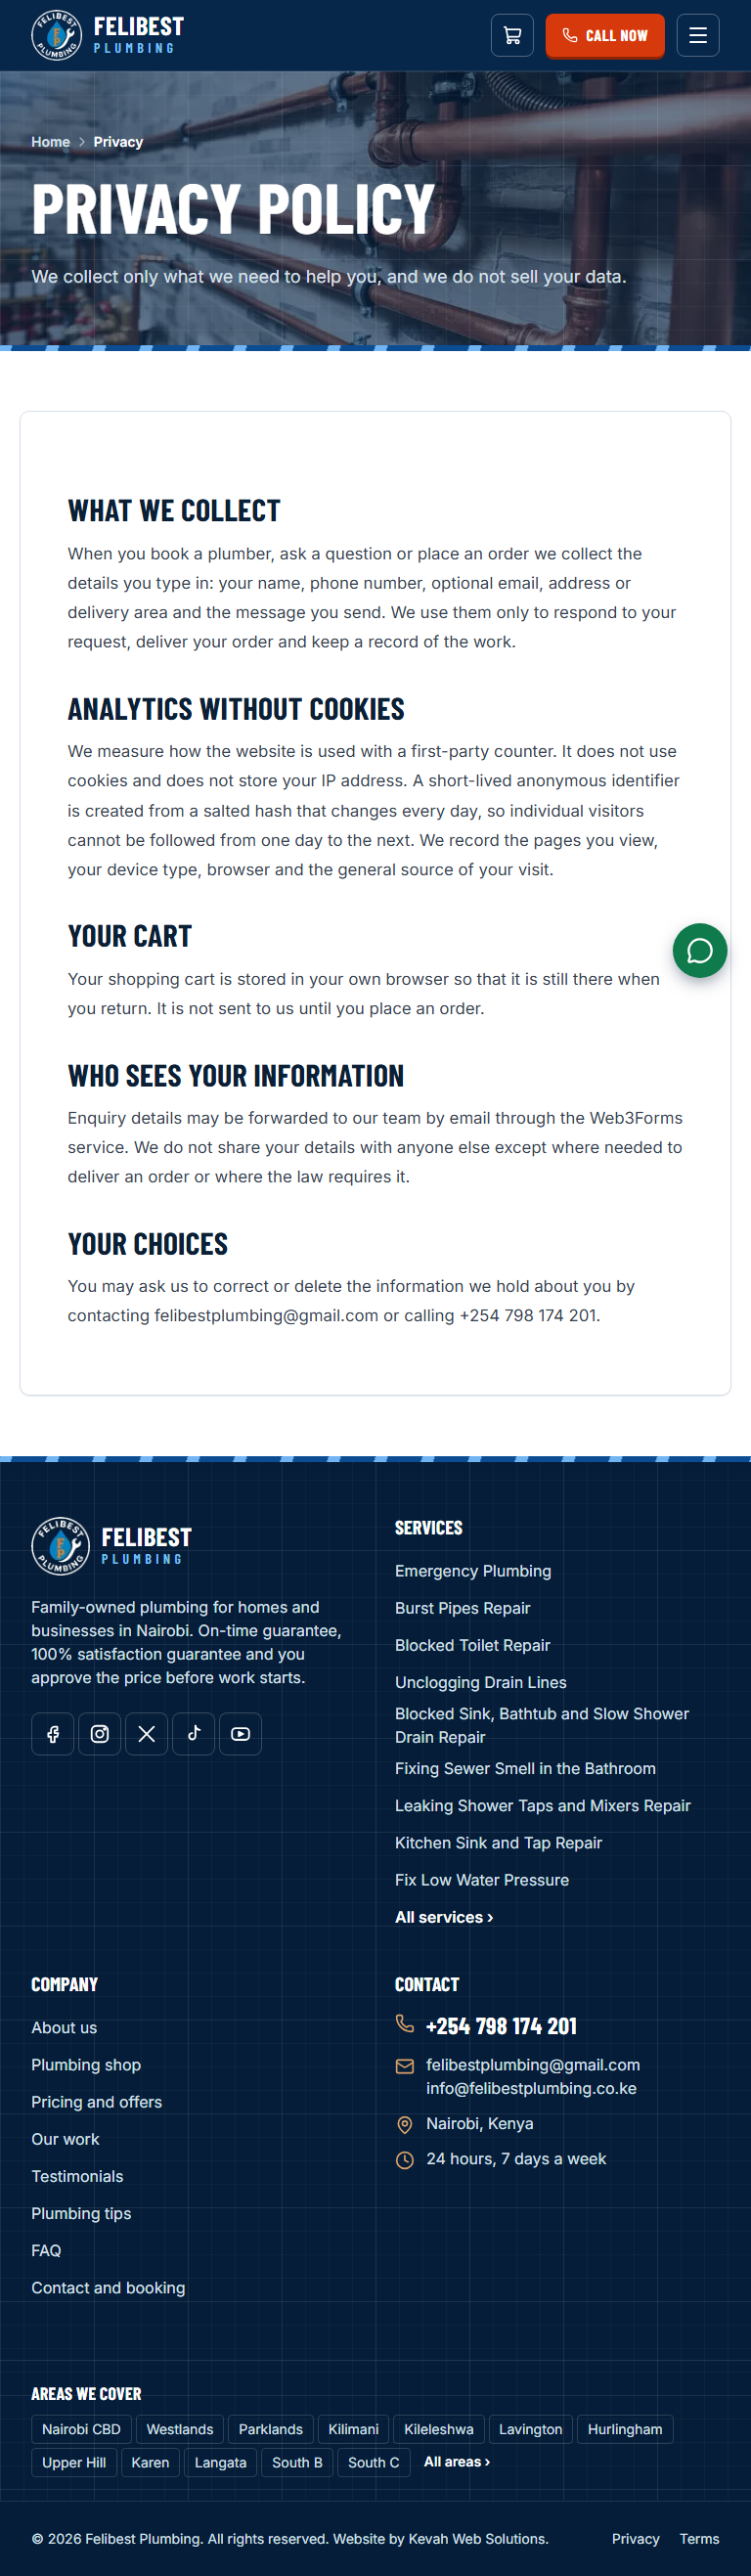 FELIBEST
PLUMBING
CALL NOW
Home > Privacy
PRIVACY POLICY
We collect only what we need to help you, and we do not sell your data.
WHAT WE COLLECT
When you book a plumber, ask a question or place an order we collect the
details you type in: your name, phone number, optional email, address or
delivery area and the message you send. We use them only to respond to your
request, deliver your order and keep a record of the work.
ANALYTICS WITHOUT COOKIES
We measure how the website is used with a first-party counter. It does not use
cookies and does not store your IP address. A short-lived anonymous identifier
is created from a salted hash that changes every day, so individual visitors
cannot be followed from one day to the next. We record the pages you view,
your device type, browser and the general source of your visit.
YOUR CART
Your shopping cart is stored in your own browser so that it is still there when
you return. It is not sent to us until you place an order.
WHO SEES YOUR INFORMATION
Enquiry details may be forwarded to our team by email through the Web3Forms
service. We do not share your details with anyone else except where needed to
deliver an order or where the law requires it.
YOUR CHOICES
You may ask us to correct or delete the information we hold about you by
contacting felibestplumbing@gmail.com or calling +254 798 174 201.
FELIBEST
PLUMBING
Family-owned plumbing for homes and
businesses in Nairobi. On-time guarantee,
100% satisfaction guarantee and you
approve the price before work starts.
SERVICES
Emergency Plumbing
Burst Pipes Repair
Blocked Toilet Repair
Unclogging Drain Lines
Blocked Sink, Bathtub and Slow Shower
Drain Repair
Fixing Sewer Smell in the Bathroom
Leaking Shower Taps and Mixers Repair
Kitchen Sink and Tap Repair
Fix Low Water Pressure
All services ›
COMPANY
About us
Plumbing shop
Pricing and offers
Our work
Testimonials
Plumbing tips
FAQ
Contact and booking
CONTACT
+254 798 174 201
felibestplumbing@gmail.com
info@felibestplumbing.co.ke
Nairobi, Kenya
24 hours, 7 days a week
AREAS WE COVER
Nairobi CBD Westlands Parklands Kilimani Kileleshwa Lavington Hurlingham
Upper Hill Karen Langata South B South C All areas ›
© 2026 Felibest Plumbing. All rights reserved. Website by Kevah Web Solutions. Privacy Terms